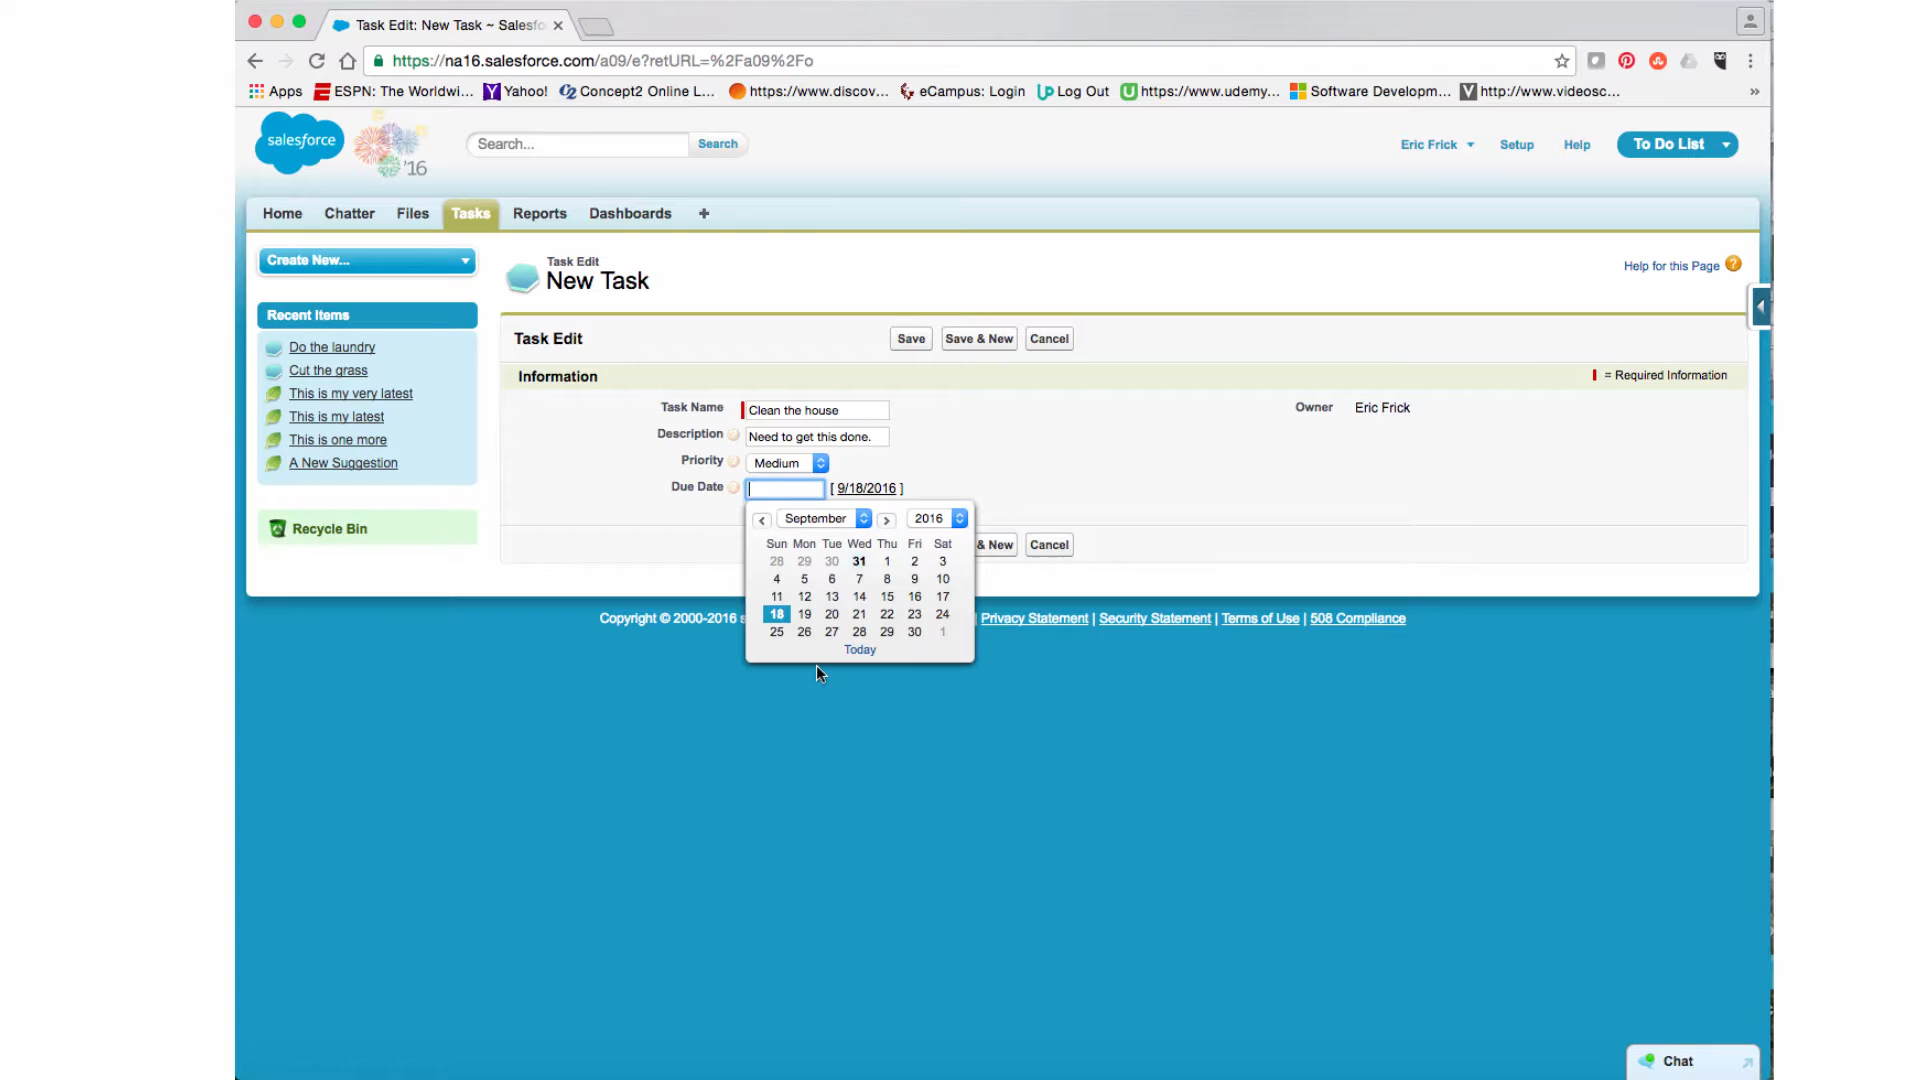 Task Edit: New Task ~ Salesfo
https://na16.salesforce.com/a09/e?retURL=%2Fa09%2Fo
Apps ESPN: The Worldwi... Yahoo! Concept2 Online L... https://www.discov... eCampus: Login Log Out https://www.udemy... Software Developm... http://www.videosc... »
salesforce '16 Search... Search Eric Frick Setup Help To Do List
Home Chatter Files Tasks Reports Dashboards +
Create New...
Recent Items
Do the laundry
Cut the grass
This is my very latest
This is my latest
This is one more
A New Suggestion
Recycle Bin
Task Edit
New Task
Help for this Page ?
Task Edit Save Save & New Cancel
Information = Required Information
Task Name Clean the house Owner Eric Frick
Description Need to get this done.
Priority Medium
Due Date [ 9/18/2016 ]
September 2016
Sun Mon Tue Wed Thu Fri Sat
28 29 30 31 1 2 3
4 5 6 7 8 9 10
11 12 13 14 15 16 17
18 19 20 21 22 23 24
25 26 27 28 29 30 1
Today
& New Cancel
Copyright © 2000-2016 s | Privacy Statement | Security Statement | Terms of Use | 508 Compliance
Chat